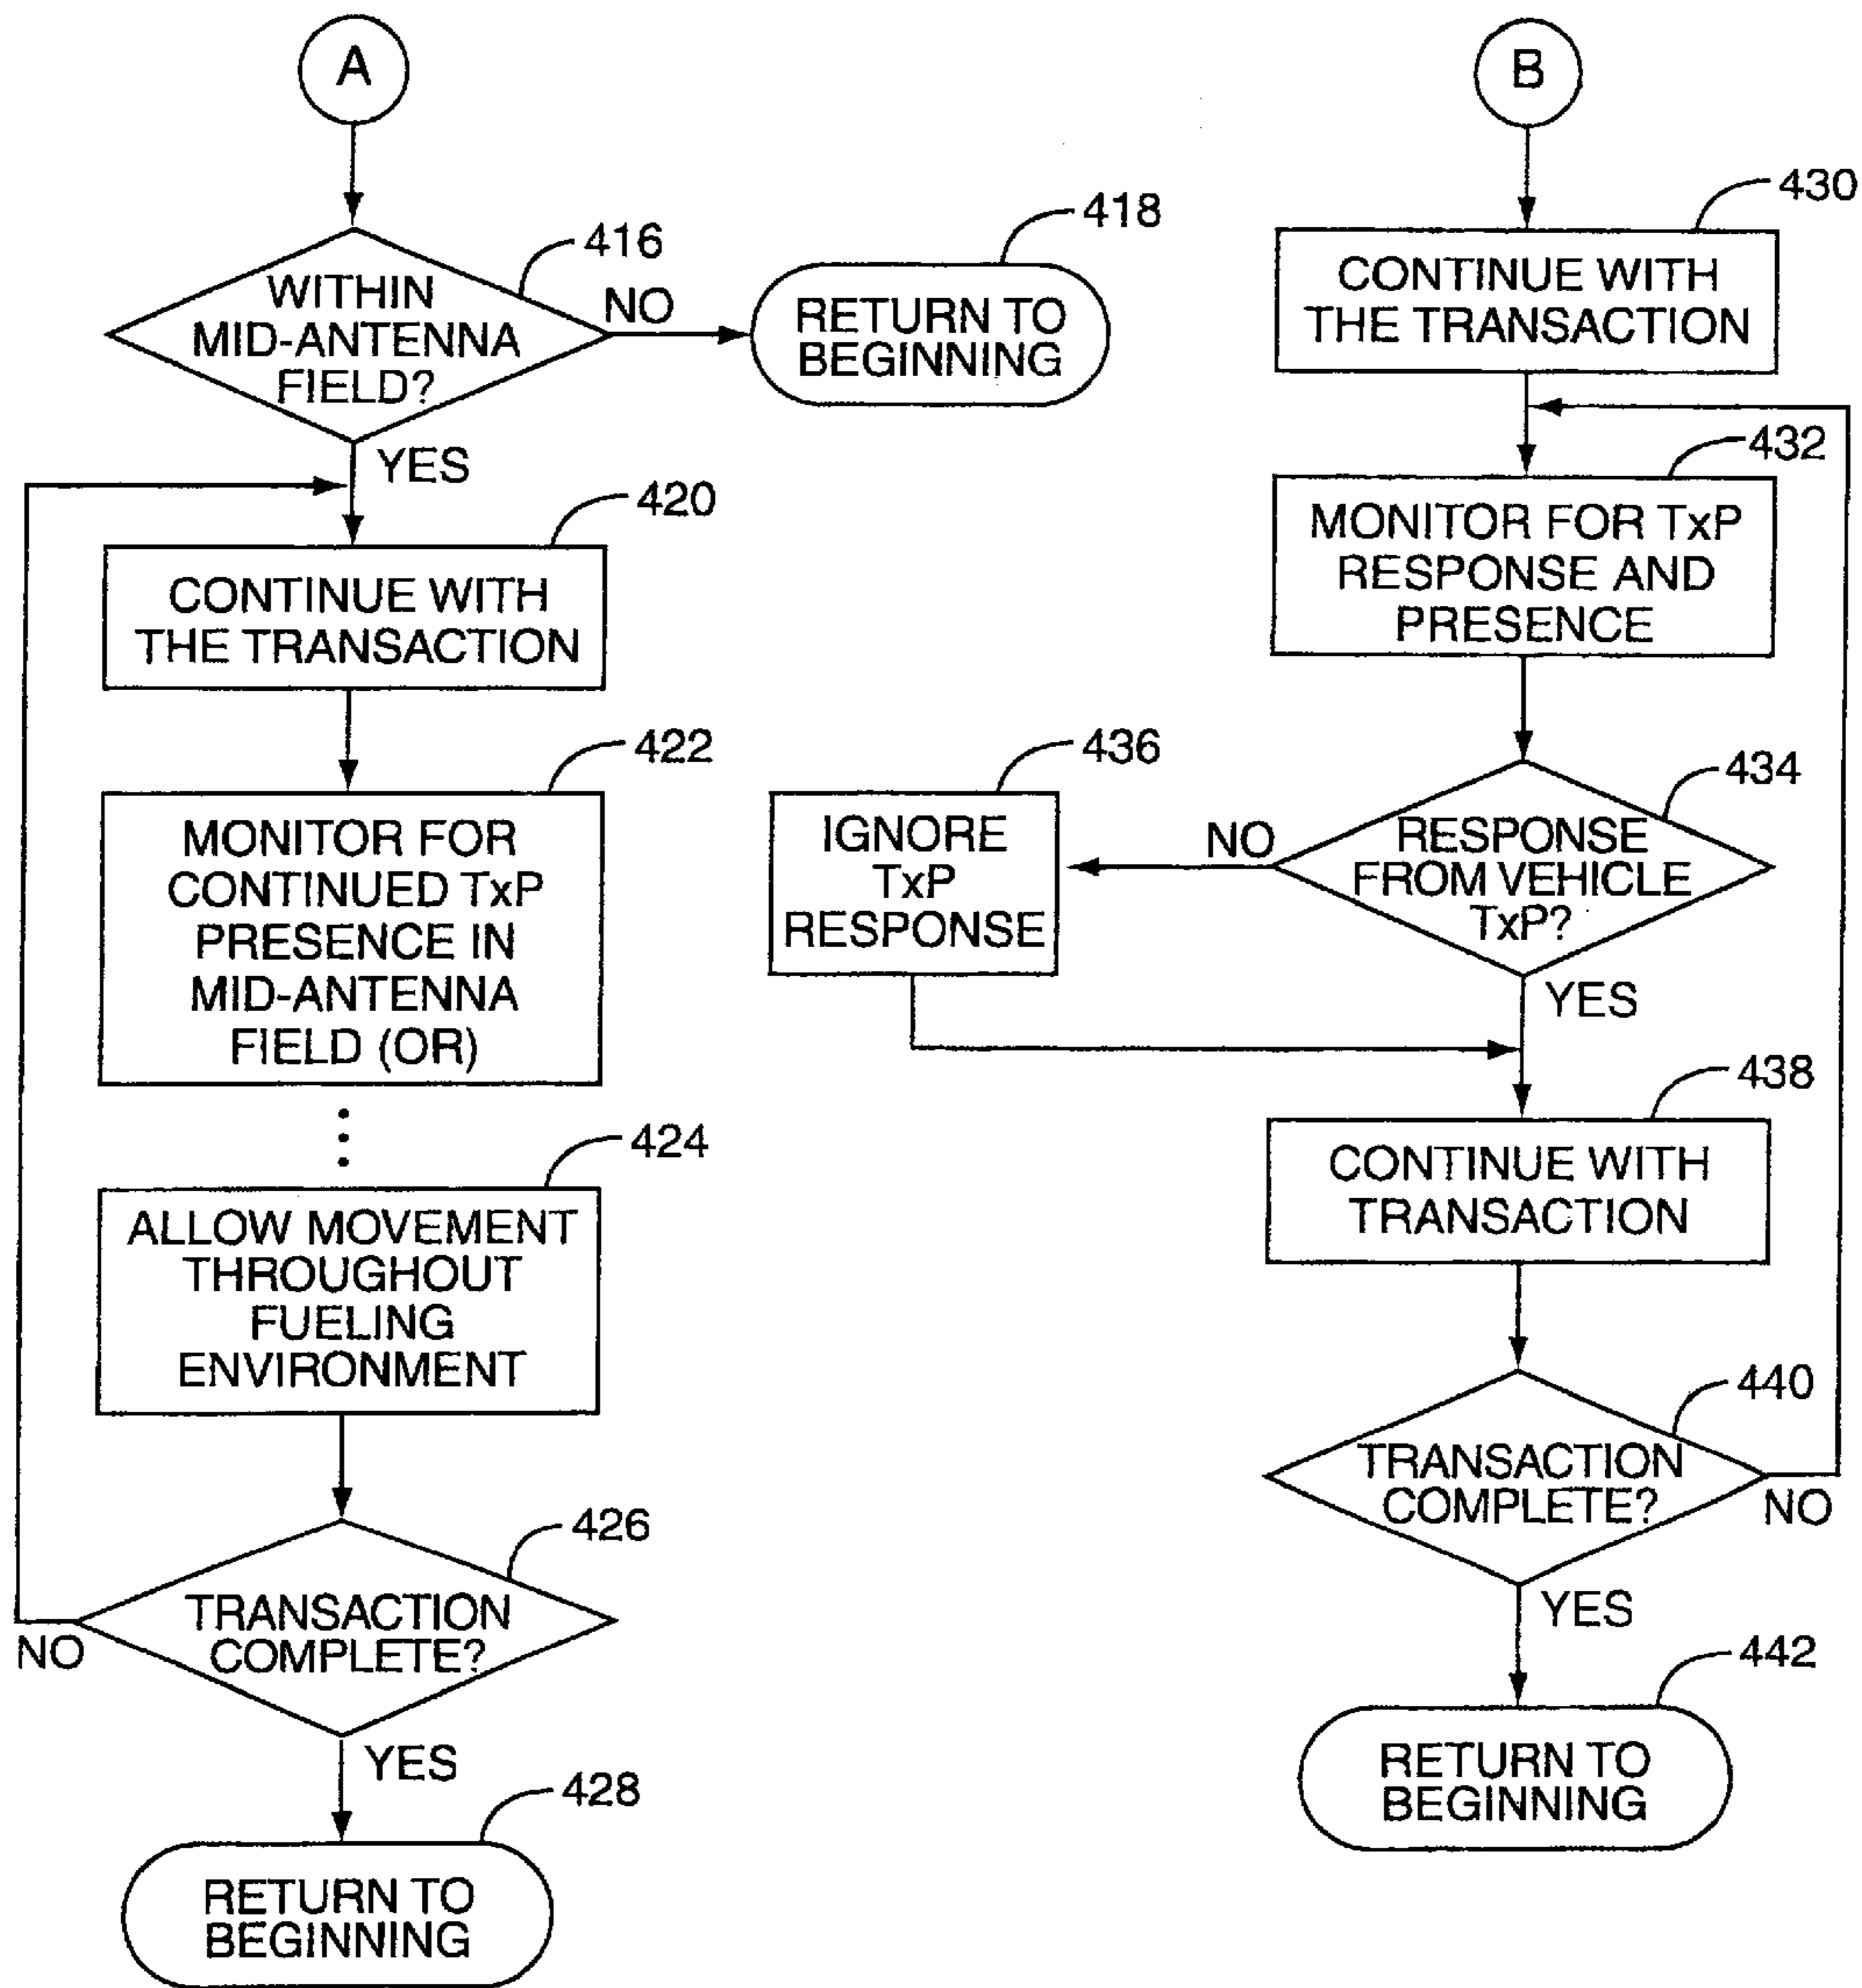 A
416
WITHIN
MID-ANTENNA
FIELD?
NO
418
RETURN TO
BEGINNING
YES
420
CONTINUE WITH
THE TRANSACTION
422
MONITOR FOR
CONTINUED TxP
PRESENCE IN
MID-ANTENNA
FIELD (OR)
424
ALLOW MOVEMENT
THROUGHOUT
FUELING
ENVIRONMENT
426
TRANSACTION
COMPLETE?
NO
YES
428
RETURN TO
BEGINNING
B
430
CONTINUE WITH
THE TRANSACTION
432
MONITOR FOR TxP
RESPONSE AND
PRESENCE
434
RESPONSE
FROM VEHICLE
TxP?
NO
436
IGNORE
TxP
RESPONSE
YES
438
CONTINUE WITH
TRANSACTION
440
TRANSACTION
COMPLETE?
NO
YES
442
RETURN TO
BEGINNING